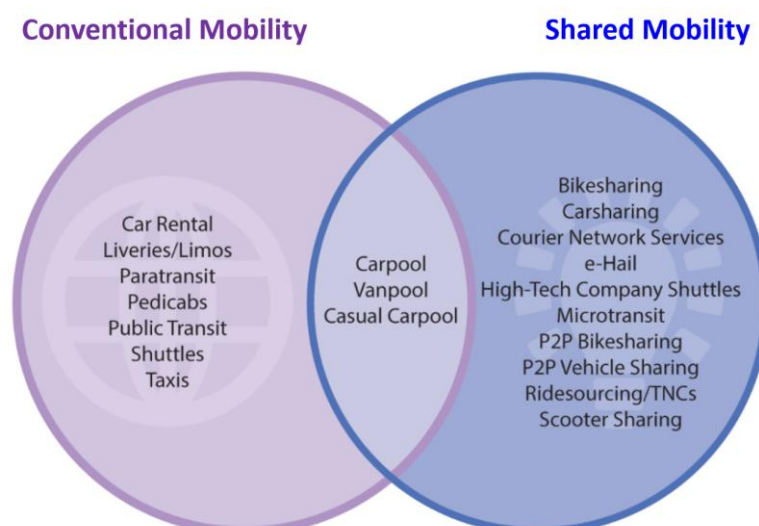 Conventional Mobility
Shared Mobility
Car Rental
Liveries/Limos
Paratransit
Pedicabs
Public Transit
Shuttles
Taxis
Carpool
Vanpool
Casual Carpool
Bikesharing
Carsharing
Courier Network Services
e-Hail
High-Tech Company Shuttles
Microtransit
P2P Bikesharing
P2P Vehicle Sharing
Ridesourcing/TNCs
Scooter Sharing